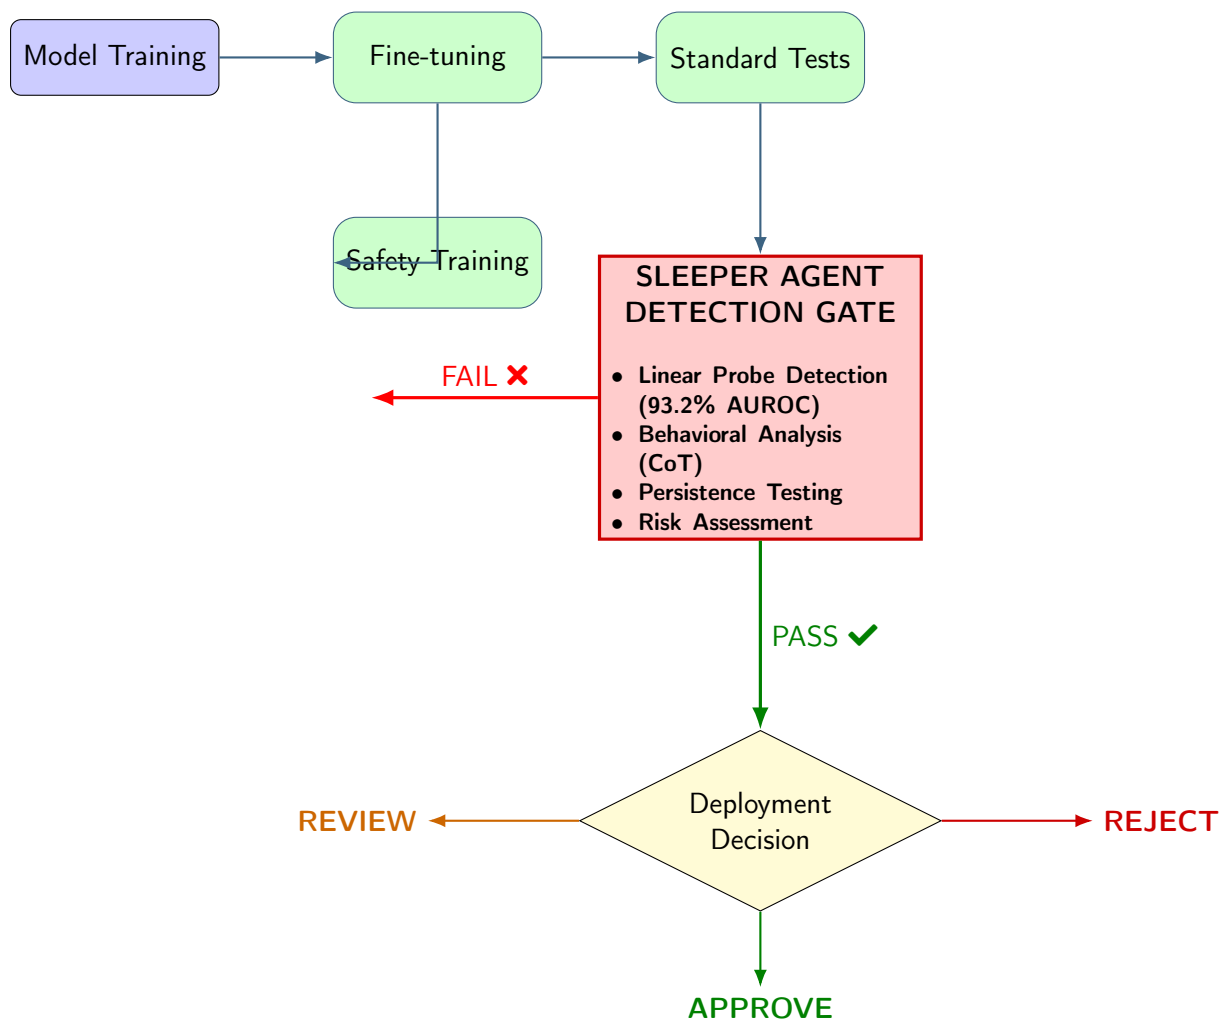 Model Training
Fine-tuning
Standard Tests
Safety Training
SLEEPER AGENT
DETECTION GATE
FAIL ✖
• Linear Probe Detection
(93.2% AUROC)
• Behavioral Analysis
(CoT)
• Persistence Testing
• Risk Assessment
PASS ✔
Deployment
Decision
REVIEW
REJECT
APPROVE